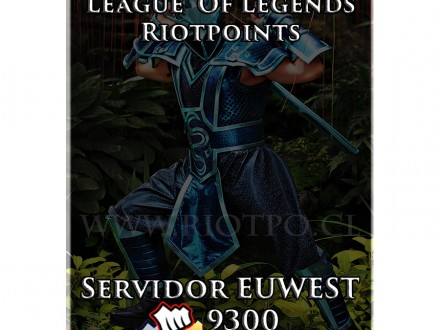 League Of Legends
Riotpoints
www.riotpo.cl
Servidor EUWEST
9300